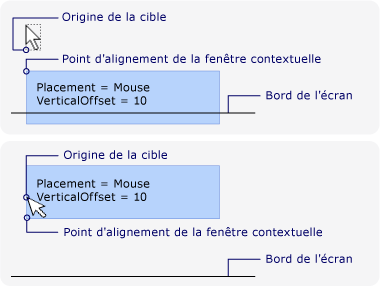 Origine de la cible
Point d'alignement de la fenêtre contextuelle
Placement = Mouse
VerticalOffset = 10
Bord de l'écran
Origine de la cible
Placement = Mouse
VerticalOffset = 10
Point d'alignement de la fenêtre contextuelle
Bord de l'écran